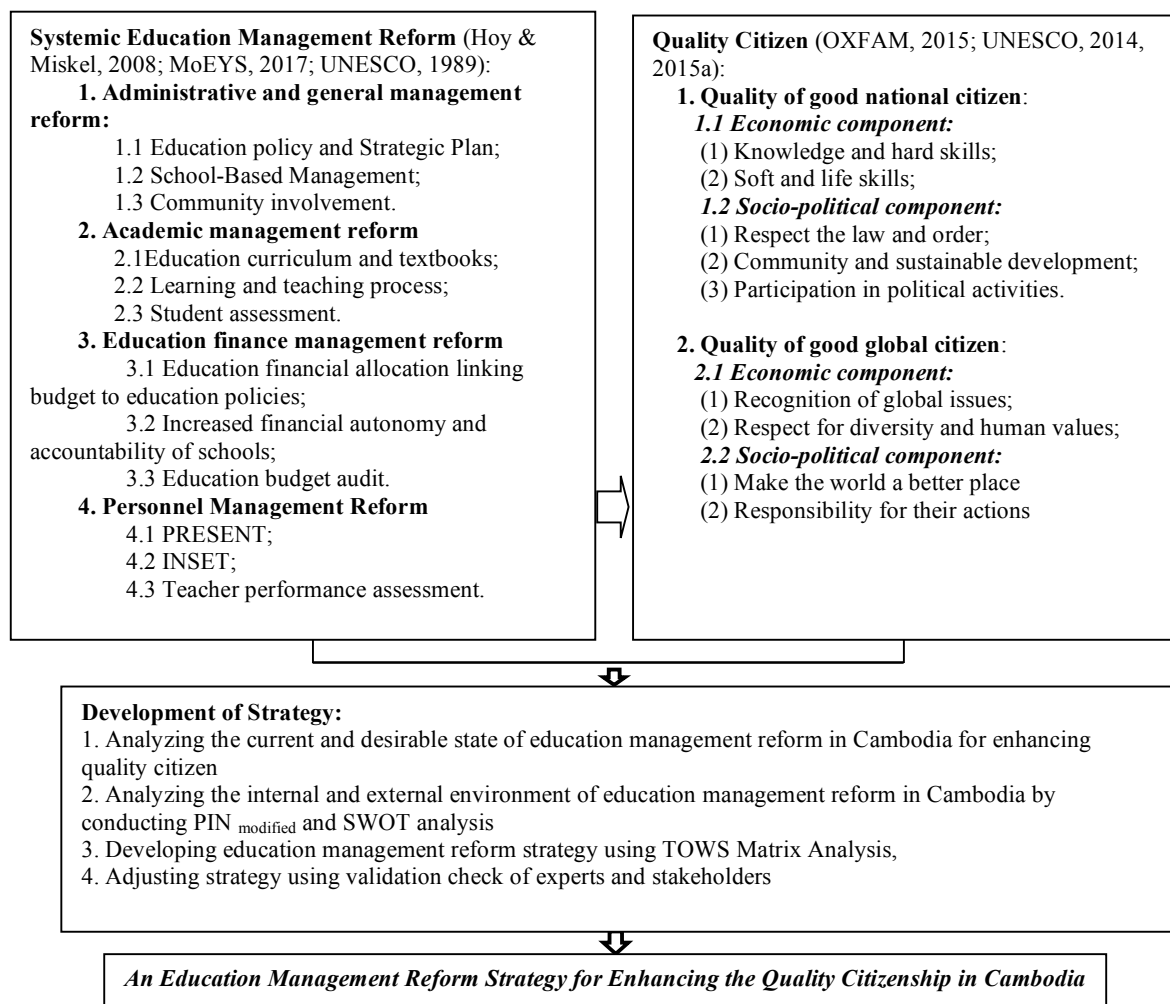 Systemic Education Management Reform (Hoy &
Miskel, 2008; MoEYS, 2017; UNESCO, 1989):
1. Administrative and general management
reform:
1.1 Education policy and Strategic Plan;
1.2 School-Based Management;
1.3 Community involvement.
2. Academic management reform
2.1Education curriculum and textbooks;
2.2 Learning and teaching process;
2.3 Student assessment.
3. Education finance management reform
3.1 Education financial allocation linking
budget to education policies;
3.2 Increased financial autonomy and
accountability of schools;
3.3 Education budget audit.
4. Personnel Management Reform
4.1 PRESENT;
4.2 INSET;
4.3 Teacher performance assessment.
Quality Citizen (OXFAM, 2015; UNESCO, 2014,
2015a):
1. Quality of good national citizen:
1.1 Economic component:
(1) Knowledge and hard skills;
(2) Soft and life skills;
1.2 Socio-political component:
(1) Respect the law and order;
(2) Community and sustainable development;
(3) Participation in political activities.
2. Quality of good global citizen:
2.1 Economic component:
(1) Recognition of global issues;
(2) Respect for diversity and human values;
2.2 Socio-political component:
(1) Make the world a better place
(2) Responsibility for their actions
Development of Strategy:
1. Analyzing the current and desirable state of education management reform in Cambodia for enhancing
quality citizen
2. Analyzing the internal and external environment of education management reform in Cambodia by
conducting PIN modified and SWOT analysis
3. Developing education management reform strategy using TOWS Matrix Analysis,
4. Adjusting strategy using validation check of experts and stakeholders
An Education Management Reform Strategy for Enhancing the Quality Citizenship in Cambodia